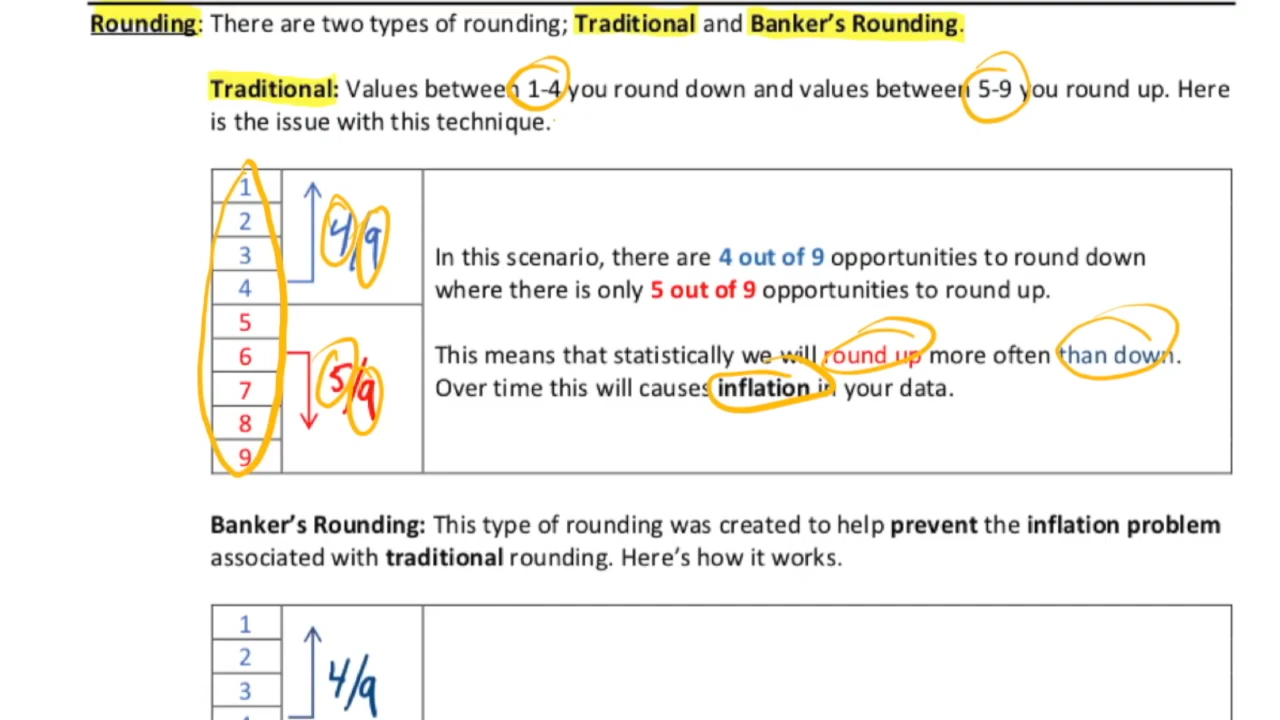 Rounding: There are two types of rounding; Traditional and Banker's Rounding.
Traditional: Values between 1-4 you round down and values between 5-9 you round up. Here
is the issue with this technique.
1
2
3
4
4/9
5
6
7
8
9
5/9
In this scenario, there are 4 out of 9 opportunities to round down
where there is only 5 out of 9 opportunities to round up.
This means that statistically we will round up more often than down.
Over time this will causes inflation in your data.
Banker's Rounding: This type of rounding was created to help prevent the inflation problem
associated with traditional rounding. Here's how it works.
1
2
3
4/9